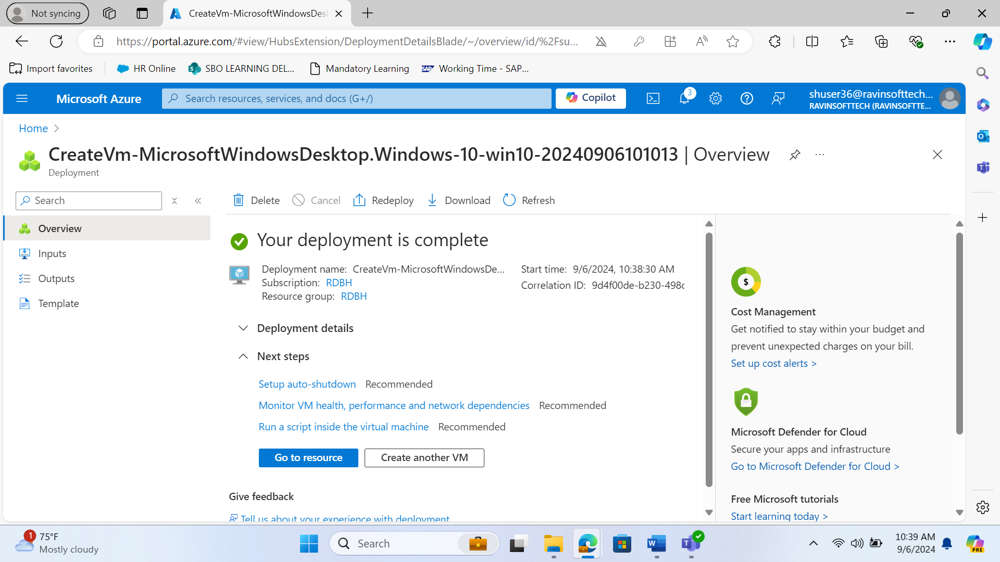 Not syncing
CreateVm-MicrosoftWindowsDesk
https://portal.azure.com/#view/HubsExtension/DeploymentDetailsBlade/~/overview/id/%2Fsu...
Import favorites
HR Online
SBO LEARNING DEL...
Mandatory Learning
Working Time - SAP...
Microsoft Azure
Search resources, services, and docs (G+/)
Copilot
3
shuser36@ravinsofttech...
RAVINSOFTTECH (RAVINSOFTTE...
Home
CreateVm-MicrosoftWindowsDesktop.Windows-10-win10-20240906101013 | Overview
Deployment
Search
Delete
Cancel
Redeploy
Download
Refresh
Overview
Inputs
Outputs
Template
Your deployment is complete
Deployment name: CreateVm-MicrosoftWindowsDe...
Subscription: RDBH
Resource group: RDBH
Start time: 9/6/2024, 10:38:30 AM
Correlation ID: 9d4f00de-b230-498c
Deployment details
Next steps
Setup auto-shutdown Recommended
Monitor VM health, performance and network dependencies Recommended
Run a script inside the virtual machine Recommended
Go to resource
Create another VM
Give feedback
Tell us about your experience with deployment
$
Cost Management
Get notified to stay within your budget and
prevent unexpected charges on your bill.
Set up cost alerts >
Microsoft Defender for Cloud
Secure your apps and infrastructure
Go to Microsoft Defender for Cloud >
Free Microsoft tutorials
Start learning today >
1
75°F
Mostly cloudy
Search
10:39 AM
9/6/2024
PRE